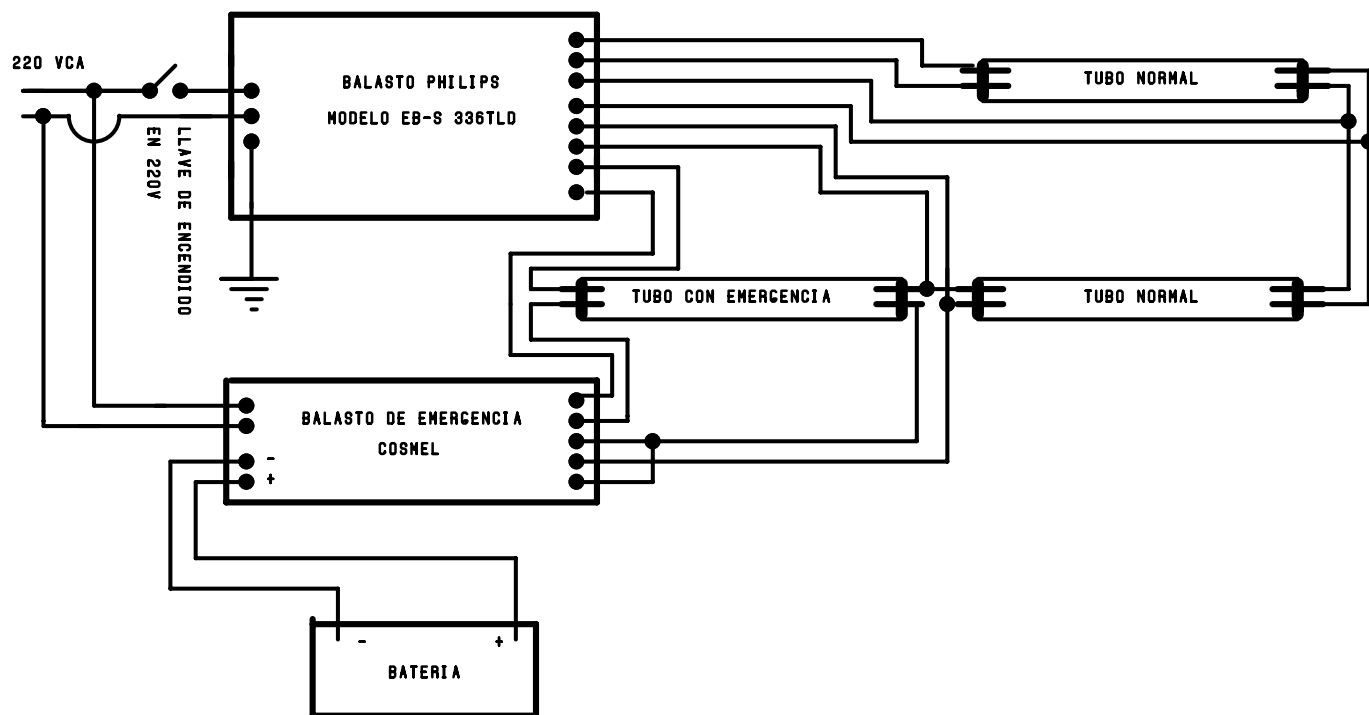 220 VCA
BALASTO PHILIPS
MODELO EB-S 336TLD
TUBO NORMAL
LLAVE DE ENCENDIDO
EN 220V
TUBO CON EMERGENCIA
TUBO NORMAL
BALASTO DE EMERGENCIA
COSMEL
-
+
- +
BATERIA